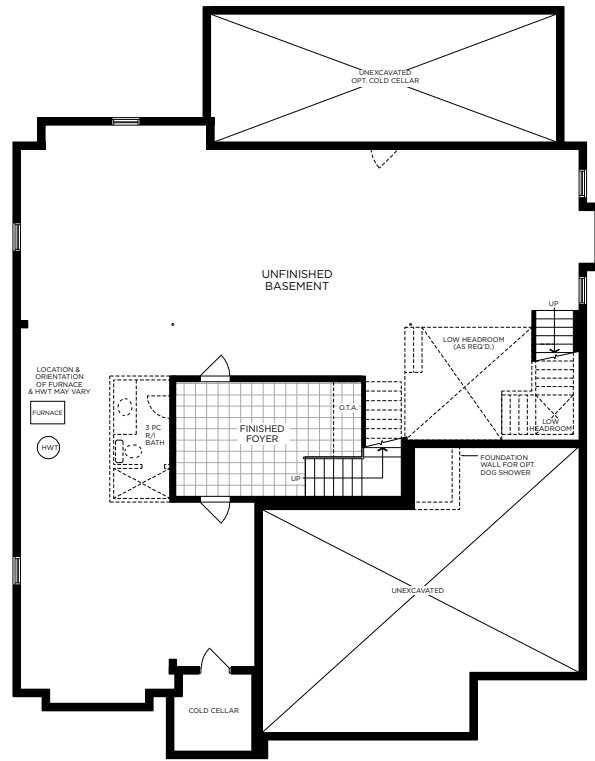 UNEXCAVATED
OPT. COLD CELLAR
UNFINISHED
BASEMENT
UP
LOW HEADROOM
(AS REQ'D.)
LOCATION &
ORIENTATION
OF FURNACE
& HWT MAY VARY
FURNACE
HWT
3 PC
R/I
BATH
O.T.A.
FINISHED
FOYER
LOW
HEADROOM
UP
FOUNDATION
WALL FOR OPT.
DOG SHOWER
UNEXCAVATED
COLD CELLAR